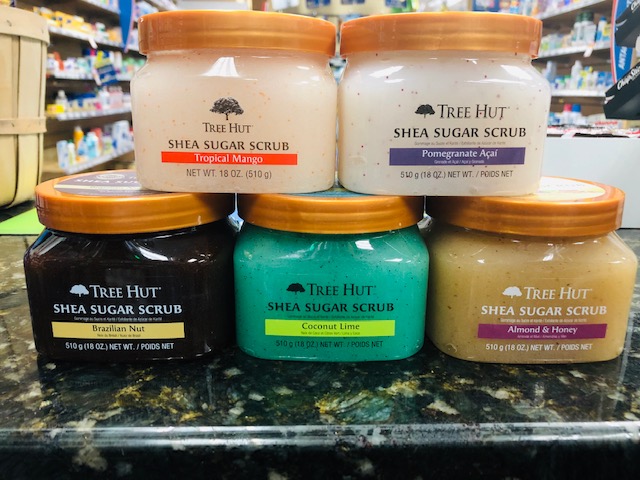 TREE HUT
SHEA SUGAR SCRUB
Tropical Mango
NET WT. 18 OZ. (510 g)
TREE HUT
SHEA SUGAR SCRUB
Pomegranate Açaí
510 g (18 OZ.) NET WT. / POIDS NET
TREE HUT
SHEA SUGAR SCRUB
Brazilian Nut
510 g (18 OZ.) NET WT. / POIDS NET
TREE HUT
SHEA SUGAR SCRUB
Coconut Lime
510 g (18 OZ.) NET WT. / POIDS NET
TREE HUT
SHEA SUGAR SCRUB
Almond & Honey
510 g (18 OZ.) NET WT. / POIDS NET